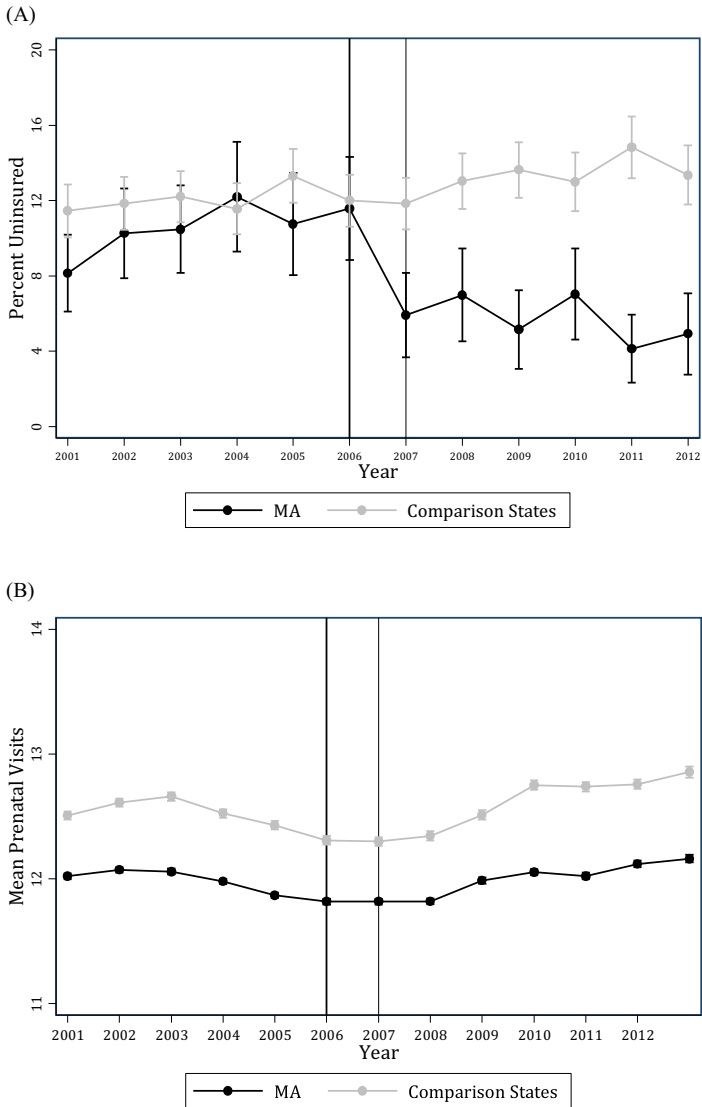 (A)
20
16
12
8
4
0
Percent Uninsured
2001 2002 2003 2004 2005 2006 2007 2008 2009 2010 2011 2012
Year
MA Comparison States
(B)
14
13
12
11
Mean Prenatal Visits
2001 2002 2003 2004 2005 2006 2007 2008 2009 2010 2011 2012
Year
MA Comparison States